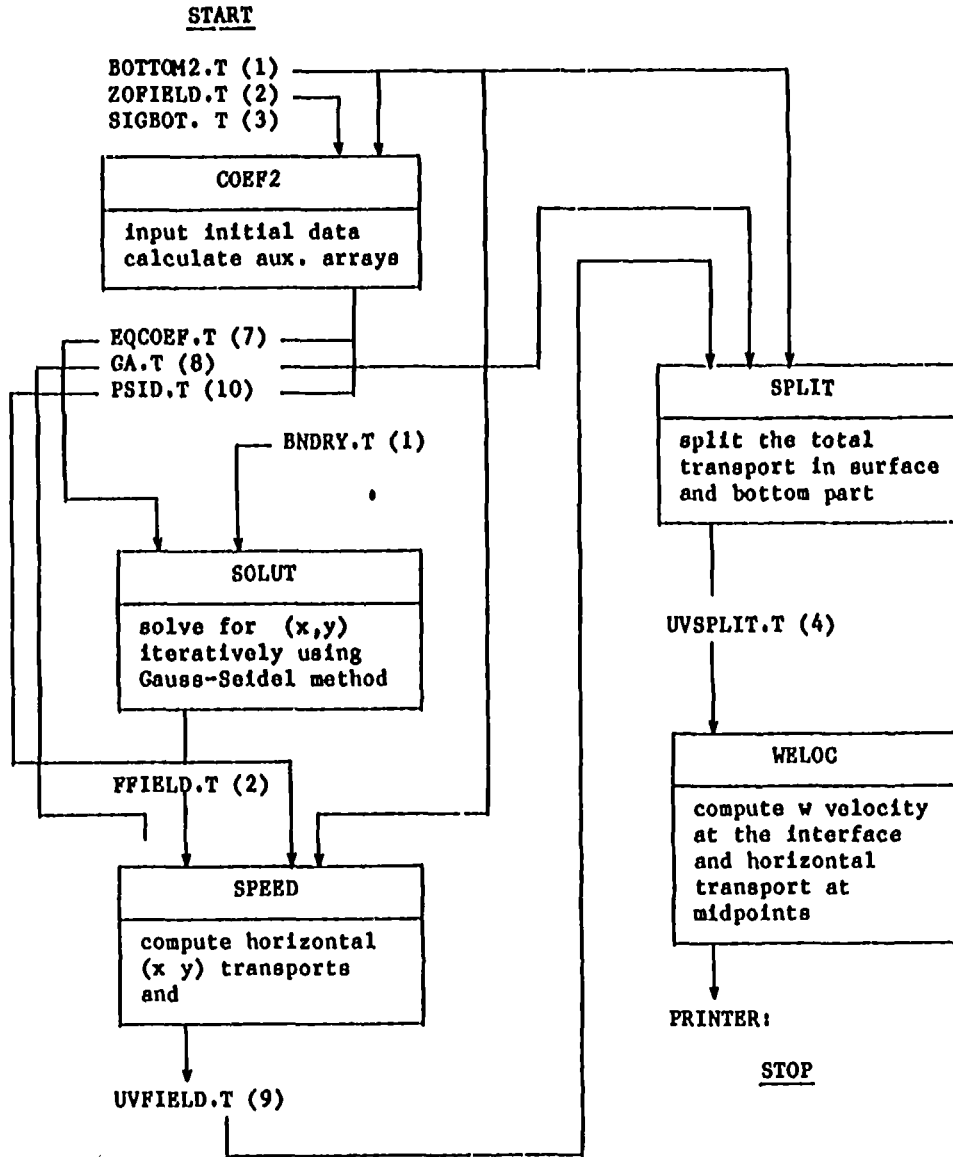 START
BOTTOM2.T (1)
ZOFIELD.T (2)
SIGBOT. T (3)
COEF2
input initial data
calculate aux. arrays
EQCOEF.T (7)
GA.T (8)
PSID.T (10)
BNDRY.T (1)
SOLUT
solve for (x,y)
iteratively using
Gauss-Seidel method
FFIELD.T (2)
SPEED
compute horizontal
(x y) transports
and
UVFIELD.T (9)
SPLIT
split the total
transport in surface
and bottom part
UVSPLIT.T (4)
WELOC
compute w velocity
at the interface
and horizontal
transport at
midpoints
PRINTER:
STOP